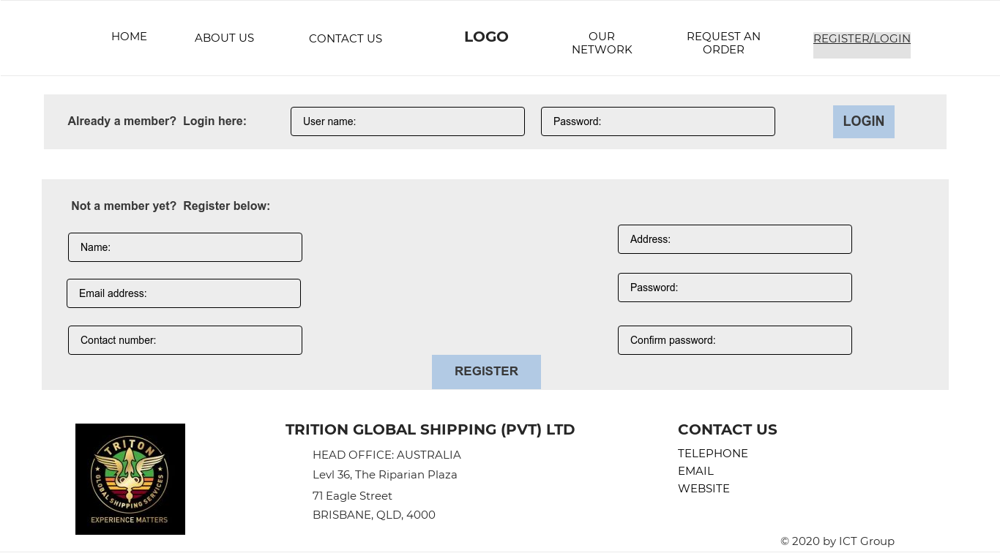 HOME
ABOUT US
CONTACT US
LOGO
OUR
NETWORK
REQUEST AN
ORDER
REGISTER/LOGIN
Already a member?  Login here:
User name:
Password:
LOGIN
Not a member yet?  Register below:
Name:
Address:
Email address:
Password:
Contact number:
Confirm password:
REGISTER
TRITON
GLOBAL SHIPPING SERVICES
EXPERIENCE MATTERS
TRITION GLOBAL SHIPPING (PVT) LTD
HEAD OFFICE: AUSTRALIA
Levl 36, The Riparian Plaza
71 Eagle Street
BRISBANE, QLD, 4000
CONTACT US
TELEPHONE
EMAIL
WEBSITE
© 2020 by ICT Group